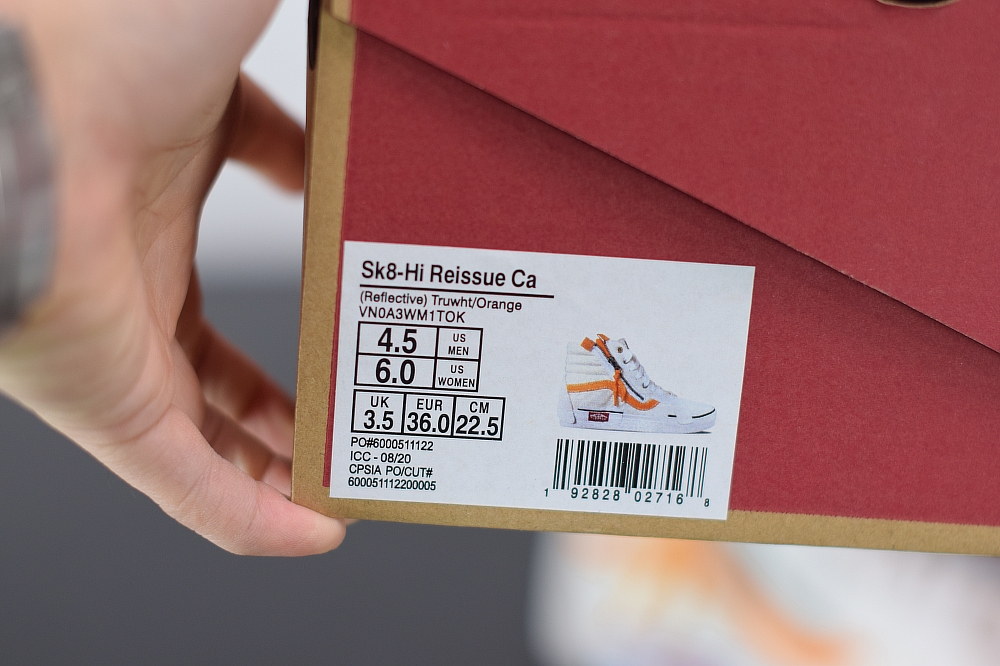 Sk8-Hi Reissue Ca
(Reflective) Truwht/Orange
VN0A3WM1TOK
4.5 US MEN
6.0 US WOMEN
UK EUR CM
3.5 36.0 22.5
PO#6000511122
ICC - 08/20
CPSIA PO/CUT#
600051112200005
1 92828 02716 8